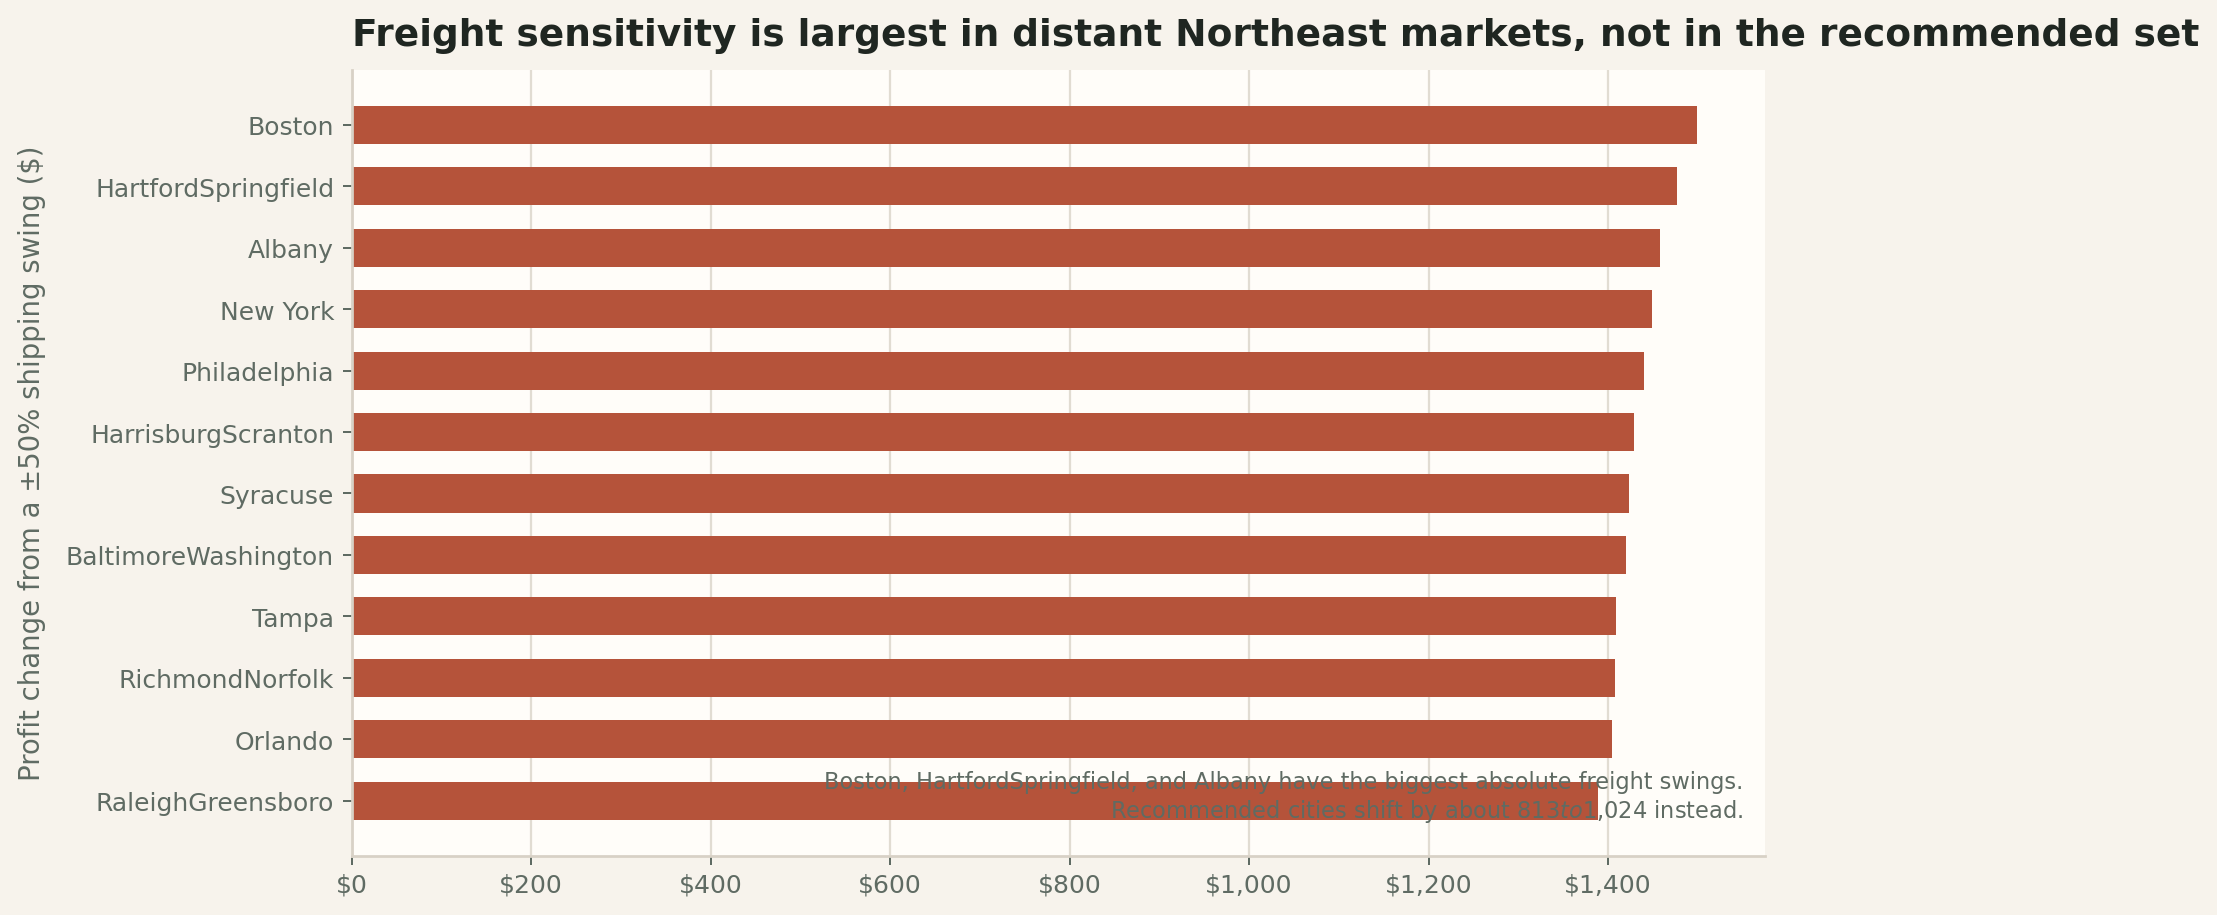 Freight sensitivity is largest in distant Northeast markets, not in the recommended set
Profit change from a ±50% shipping swing ($)
Boston
HartfordSpringfield
Albany
New York
Philadelphia
HarrisburgScranton
Syracuse
BaltimoreWashington
Tampa
RichmondNorfolk
Orlando
RaleighGreensboro
Boston, HartfordSpringfield, and Albany have the biggest absolute freight swings.
Recommended cities shift by about 813to1,024 instead.
$0
$200
$400
$600
$800
$1,000
$1,200
$1,400